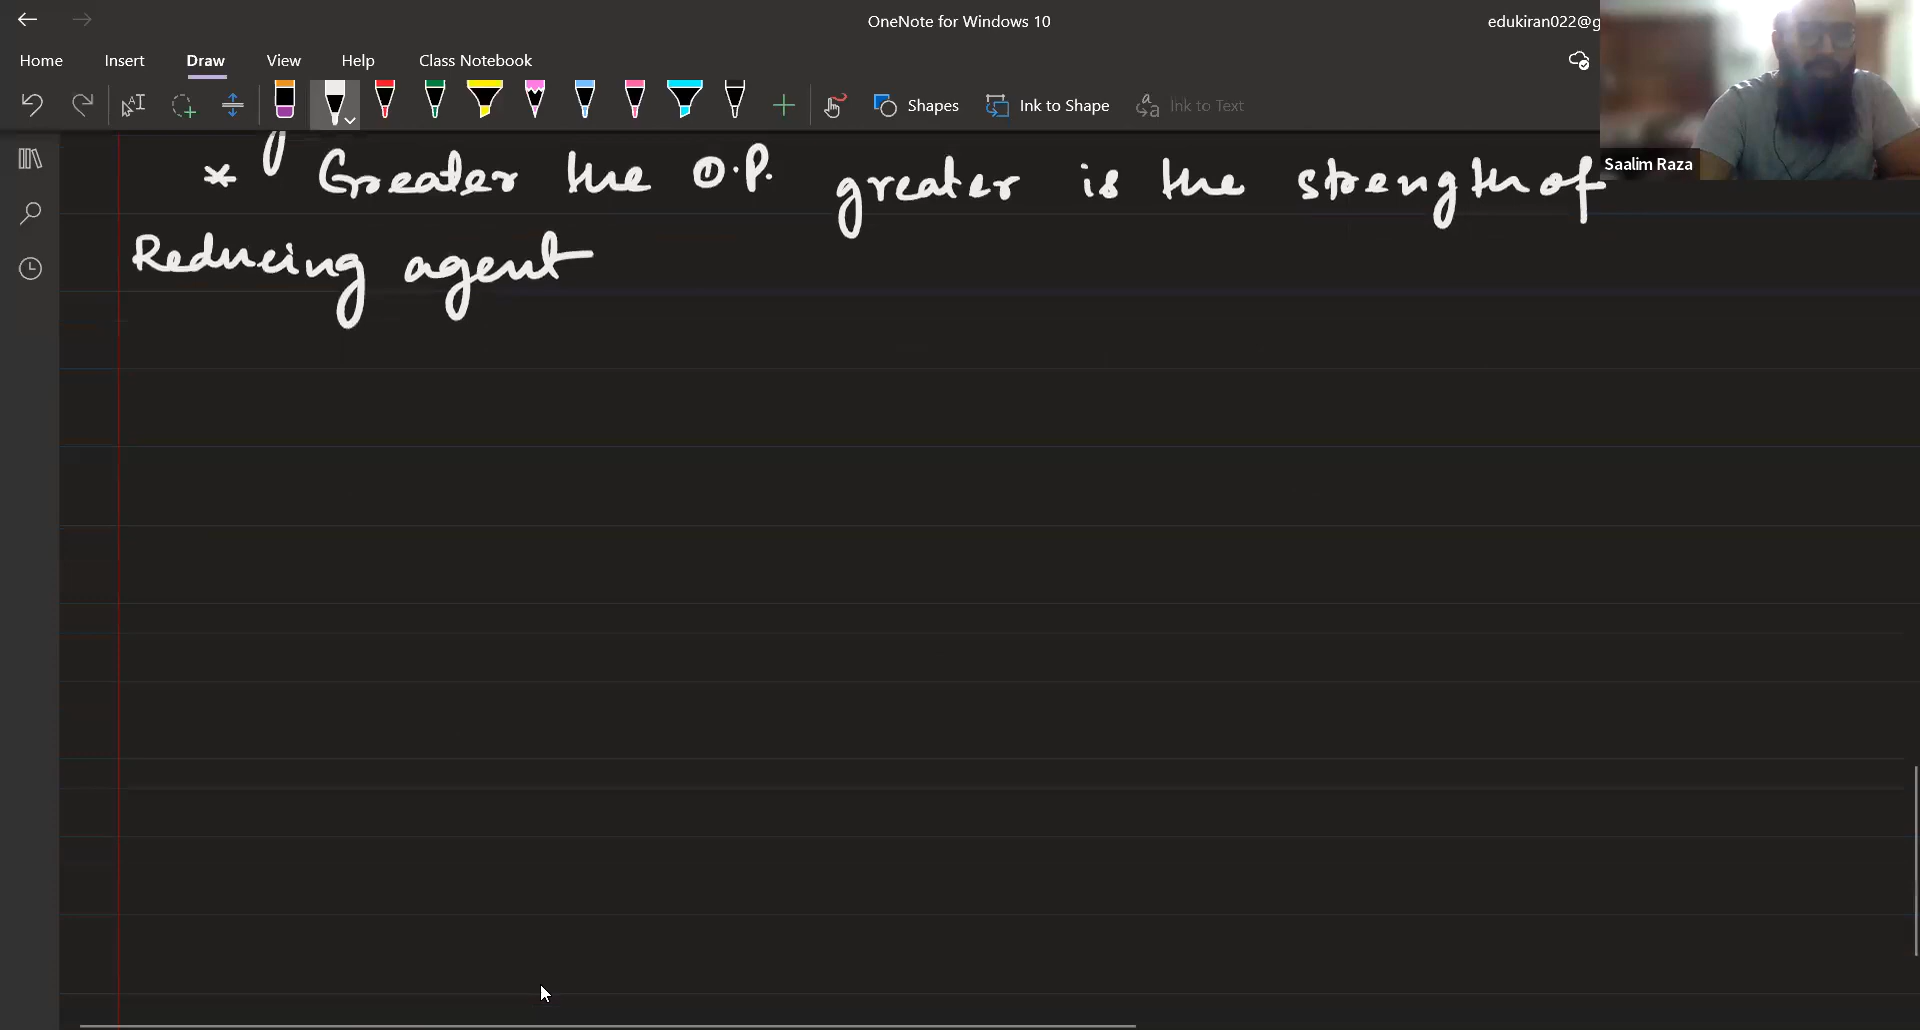 OneNote for Windows 10
edukiran022@g
Home Insert Draw View Help Class Notebook
Shapes Ink to Shape Ink to Text
Saalim Raza
* Greater the O.P. greater is the strength of
Reducing agent